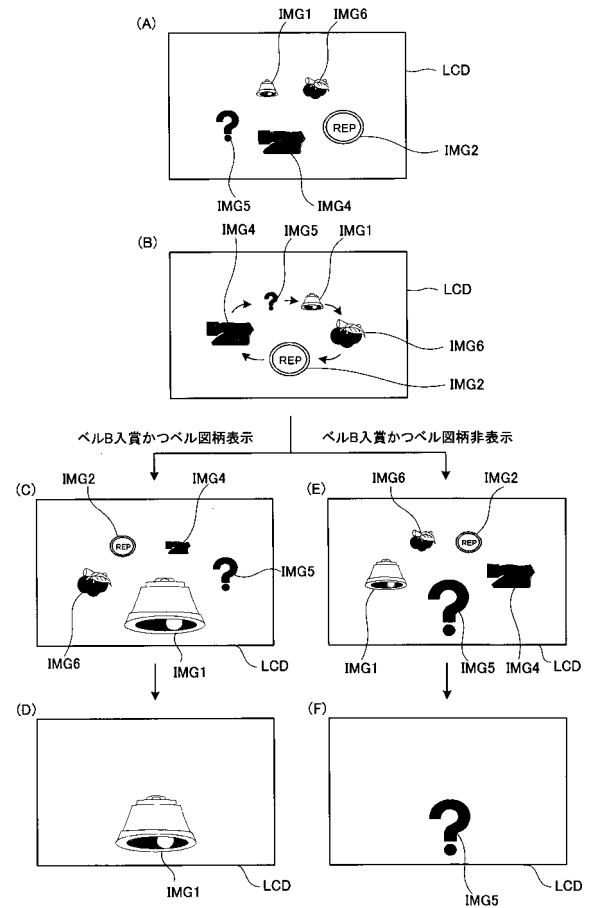 (A)
IMG1
IMG6
LCD
REP
IMG2
IMG5
IMG4
(B)
IMG4
IMG5
IMG1
LCD
IMG6
REP
IMG2
ベルB入賞かつベル図柄表示
ベルB入賞かつベル図柄非表示
(C)
IMG2
IMG4
REP
IMG5
IMG6
IMG1
LCD
(E)
IMG6
IMG2
REP
IMG1
IMG5
IMG4
LCD
(D)
IMG1
LCD
(F)
IMG5
LCD